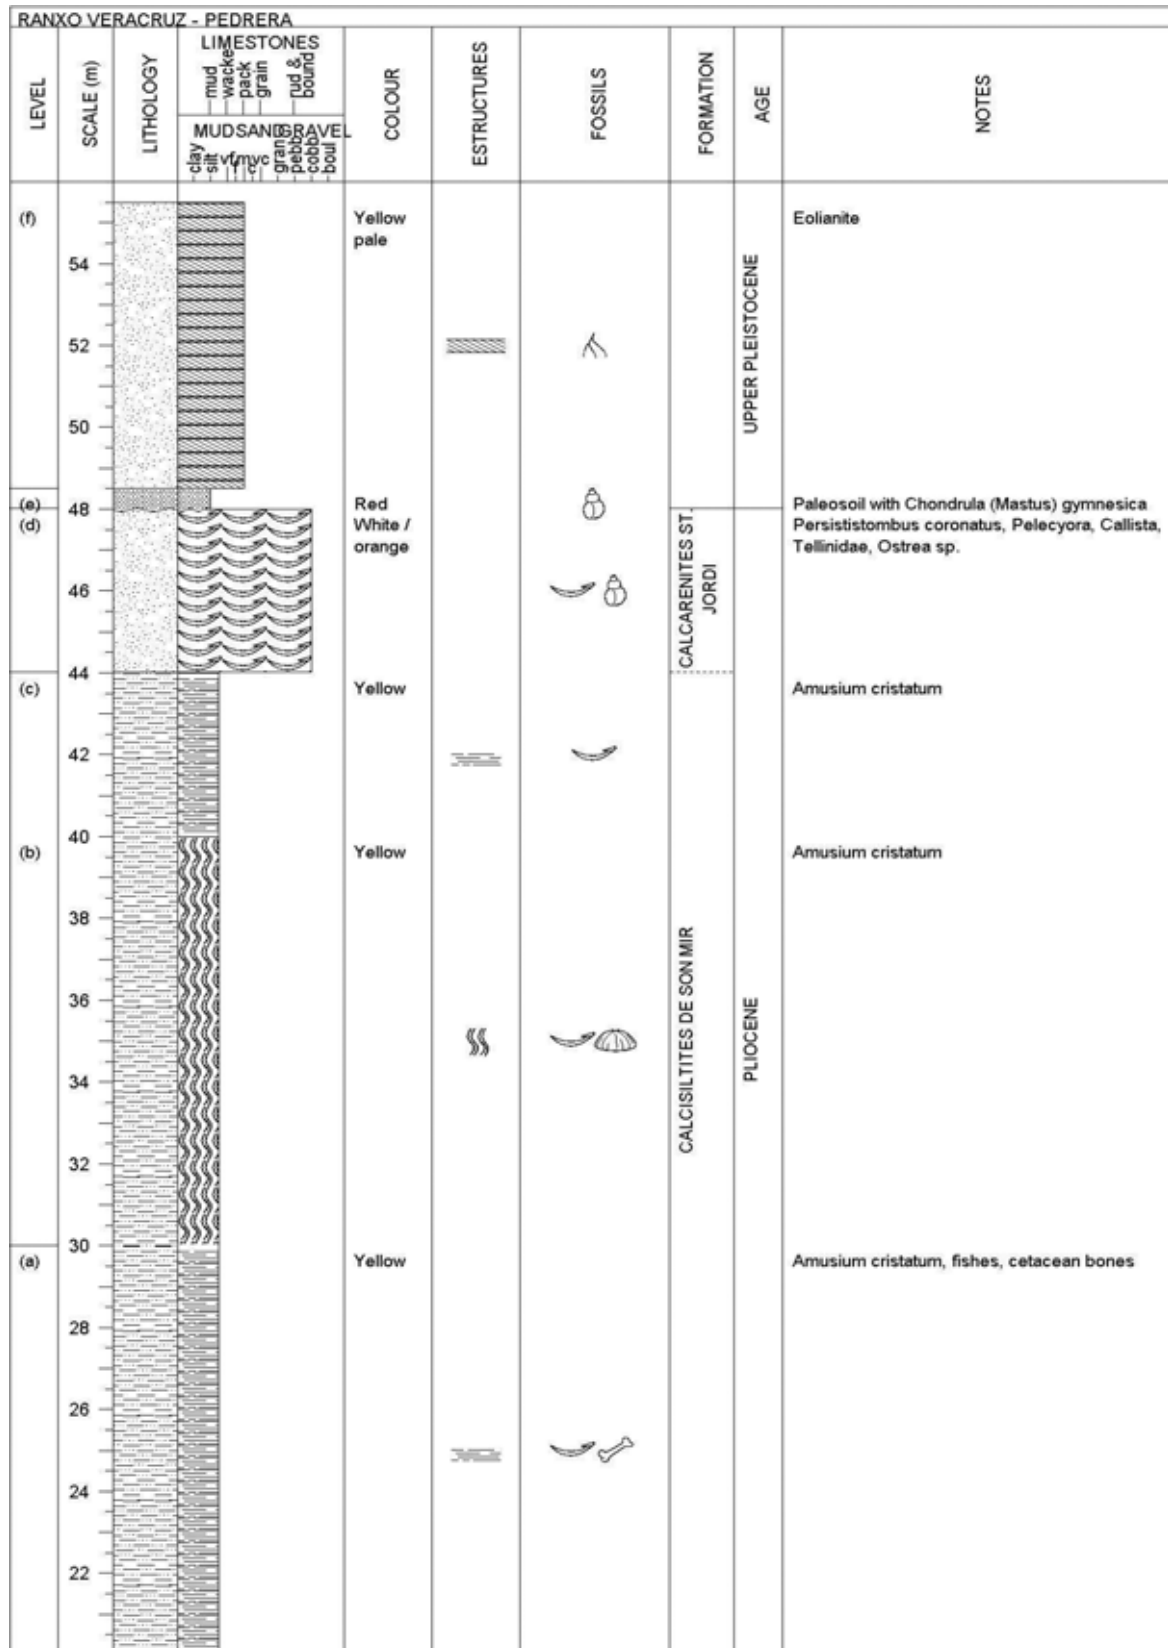 RANXO VERACRUZ - PEDRERA
LEVEL
SCALE (m)
LITHOLOGY
LIMESTONES
mud
wacke
pack
grain
rud &
bound
MUD SAND GRAVEL
clay
silt
vf
f
m
c
vc
gran
pebb
cobb
boul
COLOUR
ESTRUCTURES
FOSSILS
FORMATION
AGE
NOTES
(f)
Yellow
pale
Eolianite
54
52
50
UPPER PLEISTOCENE
(e)
Red
Paleosoil with Chondrula (Mastus) gymnesica
48
(d)
White /
orange
Persististombus coronatus, Pelecyora, Callista,
Tellinidae, Ostrea sp.
46
CALCARENITES ST.
JORDI
44
(c)
Yellow
Amusium cristatum
42
40
(b)
Yellow
Amusium cristatum
38
36
34
32
CALCISILTITES DE SON MIR
PLIOCENE
30
(a)
Yellow
Amusium cristatum, fishes, cetacean bones
28
26
24
22